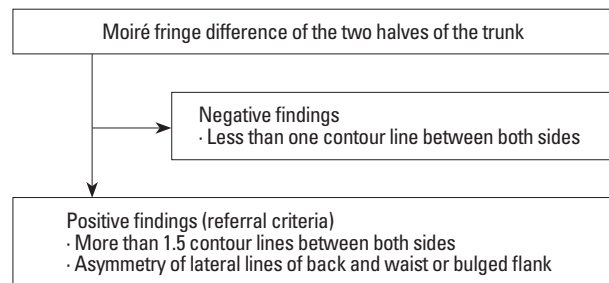 Moiré fringe difference of the two halves of the trunk
Negative findings
· Less than one contour line between both sides
Positive findings (referral criteria)
· More than 1.5 contour lines between both sides
· Asymmetry of lateral lines of back and waist or bulged flank